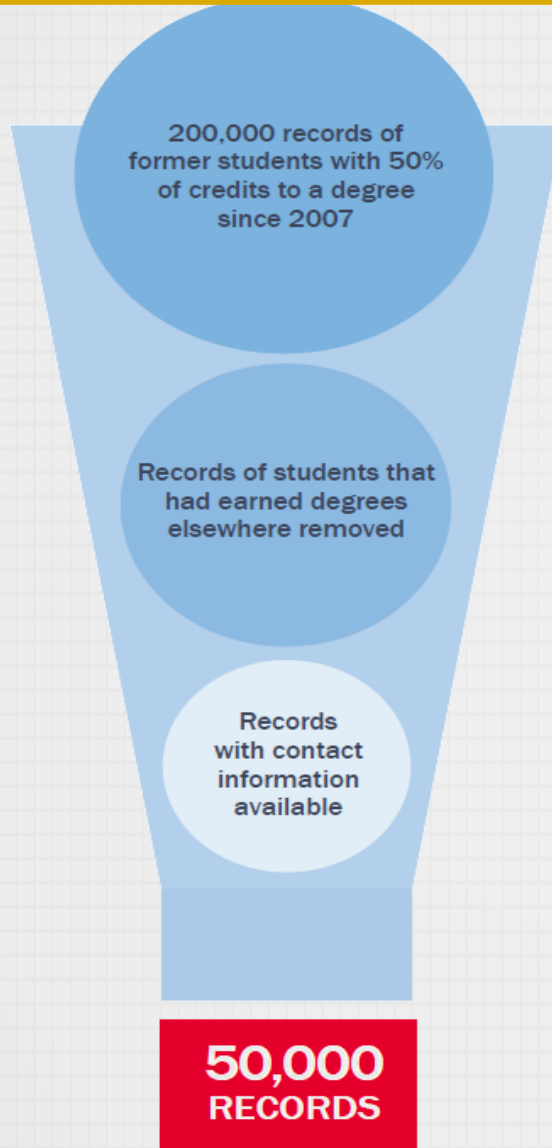 200,000 records of
former students with 50%
of credits to a degree
since 2007
Records of students that
had earned degrees
elsewhere removed
Records
with contact
information
available
50,000
RECORDS